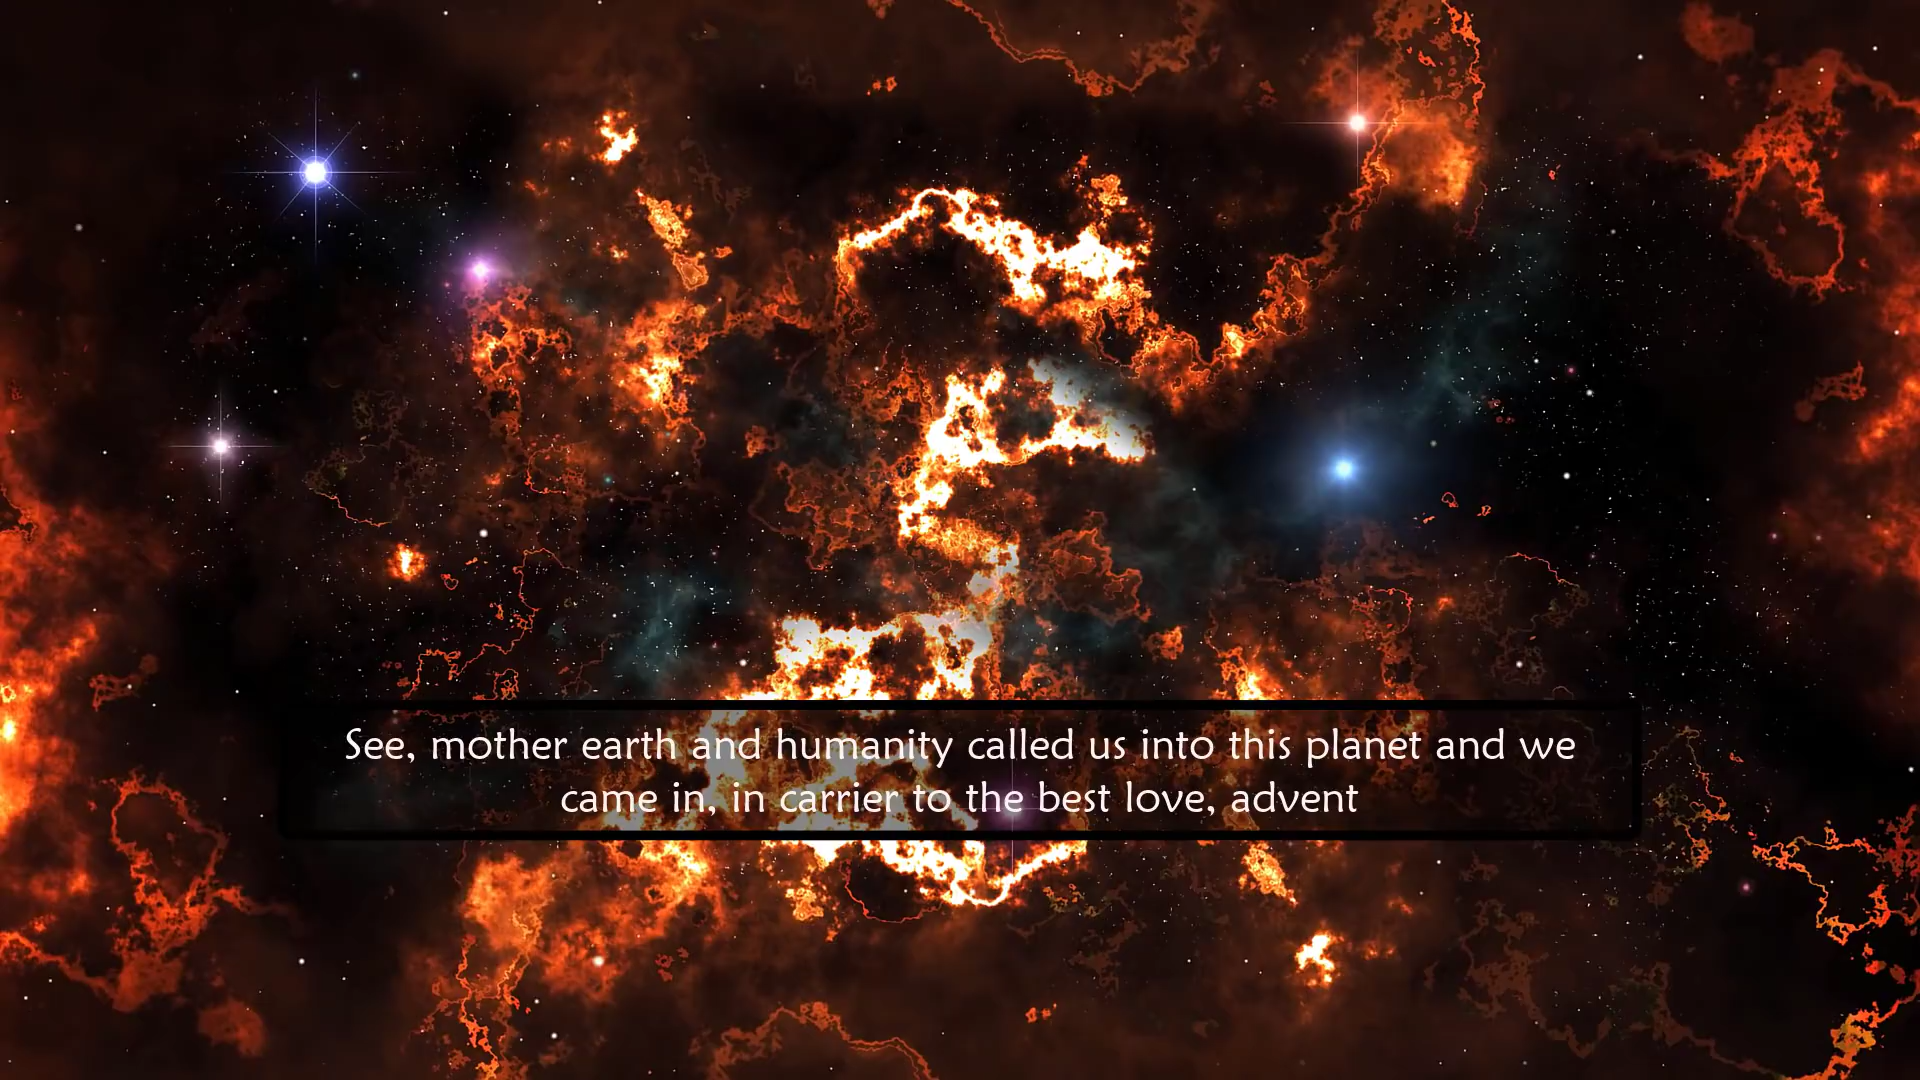 See, mother earth and humanity called us into this planet and we
came in, in carrier to the best love, advent